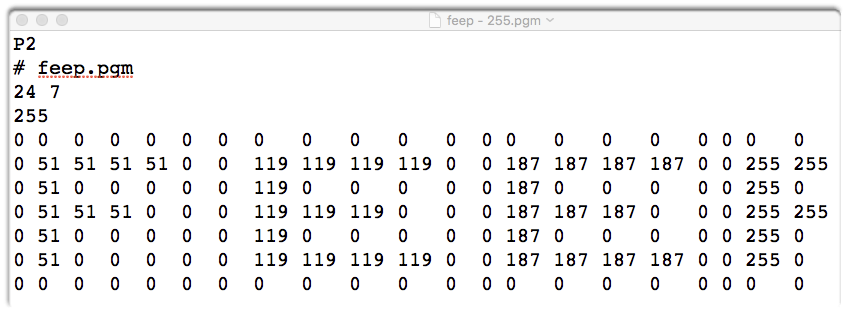 feep - 255.pgm
P2
# feep.pgm
24 7
255
0 0 0 0 0 0 0 0 0 0 0 0 0 0 0 0 0 0 0 0 0
0 51 51 51 51 0 0 119 119 119 119 0 0 187 187 187 187 0 0 255 255
0 51 0 0 0 0 0 119 0 0 0 0 0 187 0 0 0 0 0 255 0
0 51 51 51 0 0 0 119 119 119 0 0 0 187 187 187 0 0 0 255 255
0 51 0 0 0 0 0 119 0 0 0 0 0 187 0 0 0 0 0 255 0
0 51 0 0 0 0 0 119 119 119 119 0 0 187 187 187 187 0 0 255 0
0 0 0 0 0 0 0 0 0 0 0 0 0 0 0 0 0 0 0 0 0